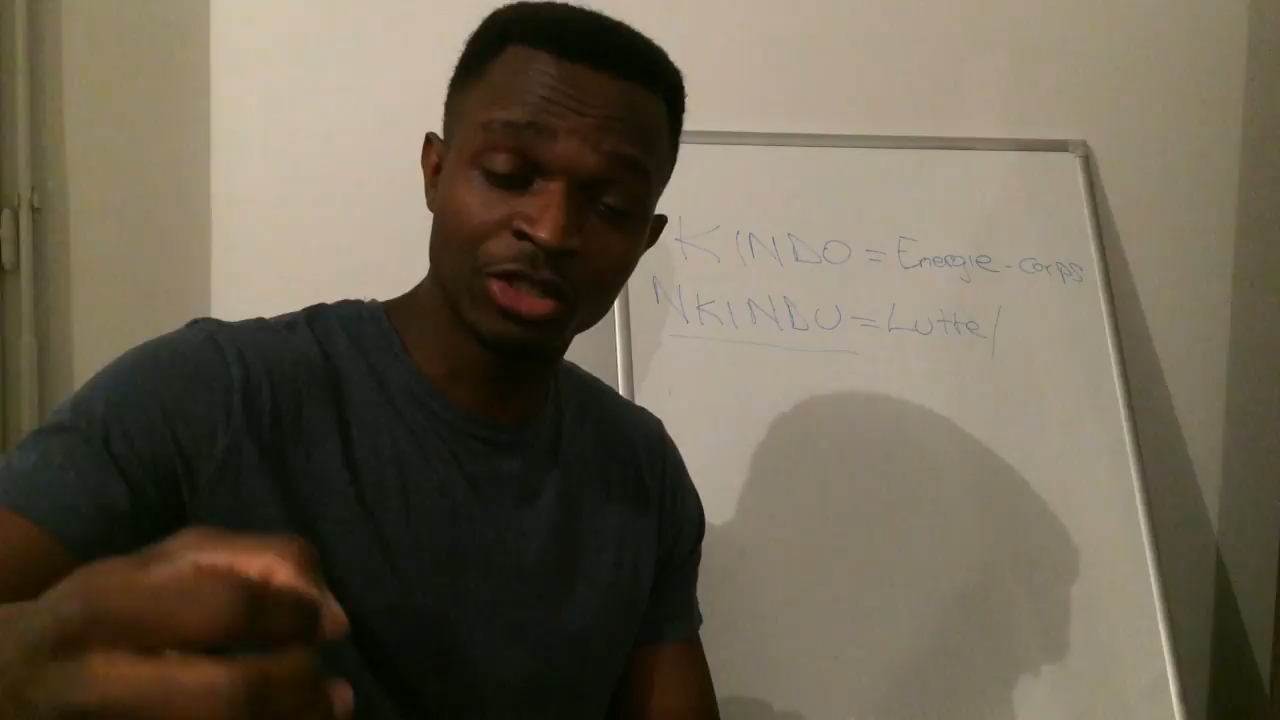 KINDO = Energie-corps
NKINDU = Lutte/